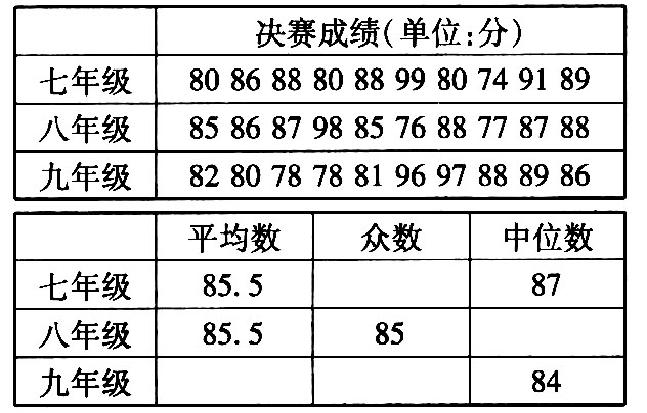 决赛成绩(单位:分)
七年级 80 86 88 80 88 99 80 74 91 89
八年级 85 86 87 98 85 76 88 77 87 88
九年级 82 80 78 78 81 96 97 88 89 86
平均数 众数 中位数
七年级 85.5 87
八年级 85.5 85
九年级 84